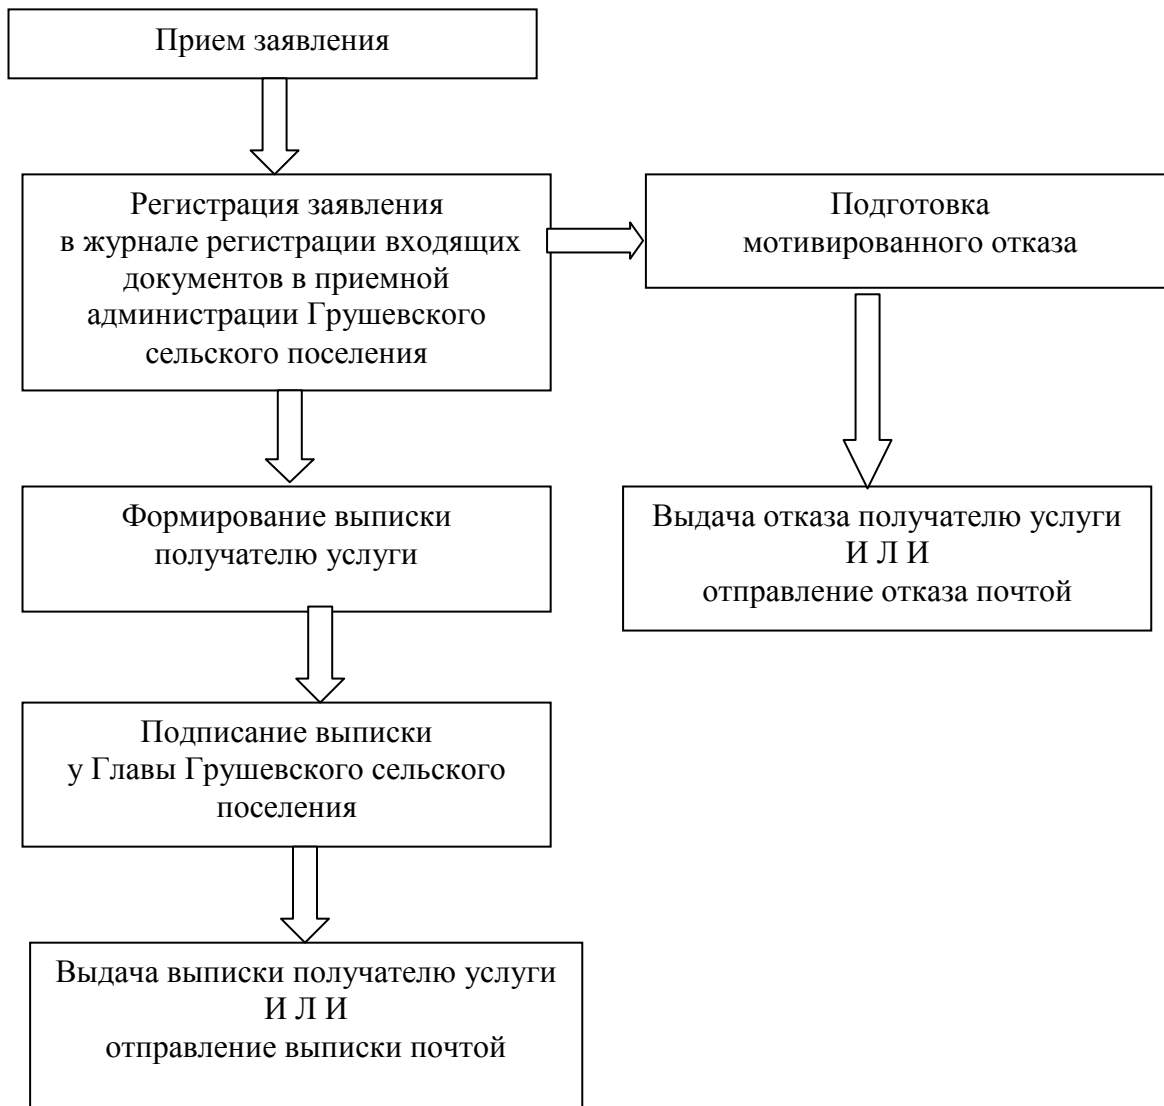 Прием заявления
Регистрация заявления
в журнале регистрации входящих
документов в приемной
администрации Грушевского
сельского поселения
Подготовка
мотивированного отказа
Формирование выписки
получателю услуги
Выдача отказа получателю услуги
И Л И
отправление отказа почтой
Подписание выписки
у Главы Грушевского сельского
поселения
Выдача выписки получателю услуги
И Л И
отправление выписки почтой